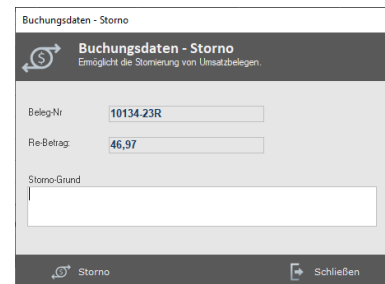 Buchungsdaten - Storno
Buchungsdaten - Storno
Ermöglicht die Stornierung von Umsatzbelegen.
Beleg-Nr
10134-23R
Re-Betrag:
46,97
Storno-Grund
Storno
Schließen